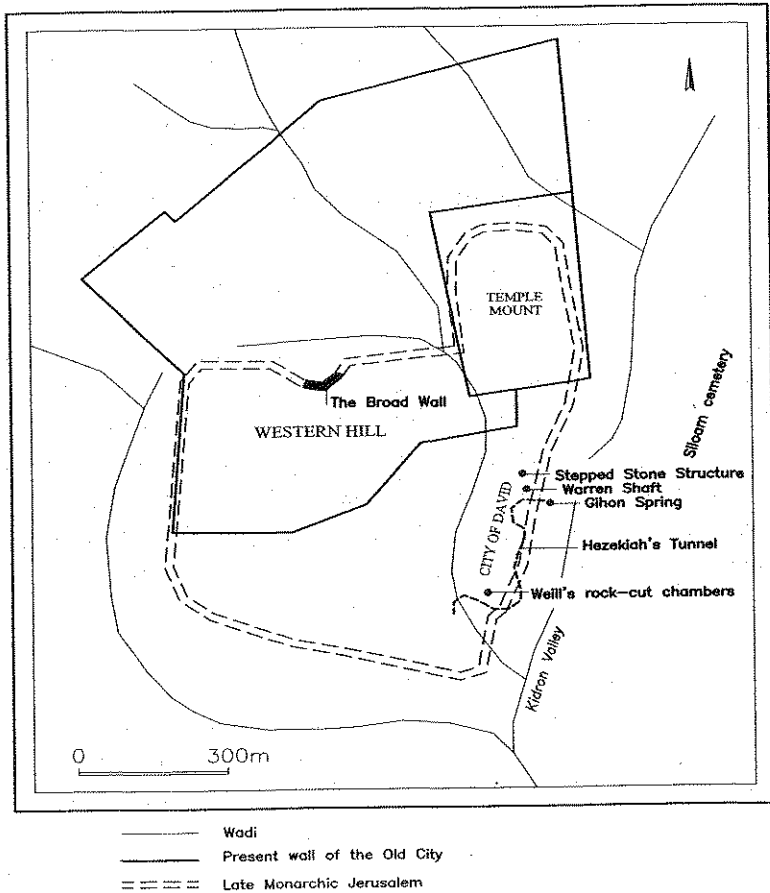 TEMPLE
MOUNT
The Broad Wall
WESTERN HILL
Siloam cemetery
Stepped Stone Structure
Warren Shaft
Gihon Spring
CITY OF DAVID
Hezekiah's Tunnel
Weill's rock-cut chambers
Kidron Valley
0 300m
Wadi
Present wall of the Old City
Late Monarchic Jerusalem